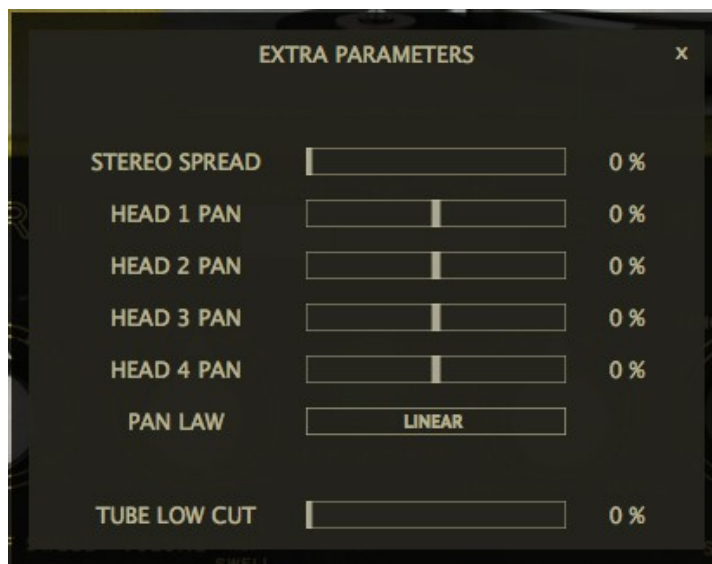 EXTRA PARAMETERS x
STEREO SPREAD 0 %
HEAD 1 PAN 0 %
HEAD 2 PAN 0 %
HEAD 3 PAN 0 %
HEAD 4 PAN 0 %
PAN LAW LINEAR
TUBE LOW CUT 0 %